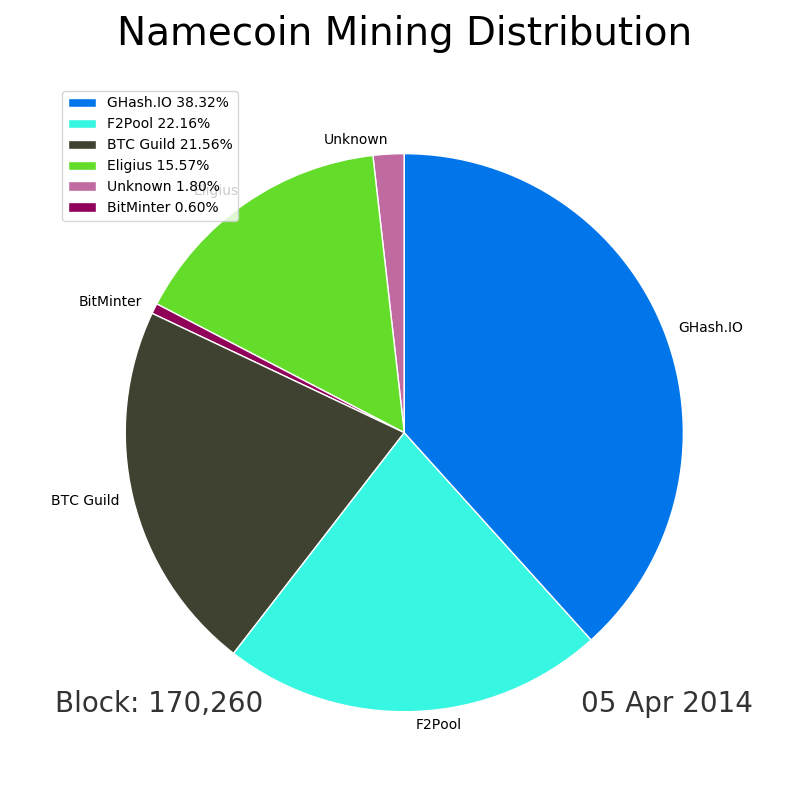 Namecoin Mining Distribution
GHash.IO 38.32%
F2Pool 22.16%
BTC Guild 21.56%
Eligius 15.57%
Unknown 1.80%
BitMinter 0.60%
Unknown
Eligius
BitMinter
GHash.IO
BTC Guild
Block: 170,260
05 Apr 2014
F2Pool